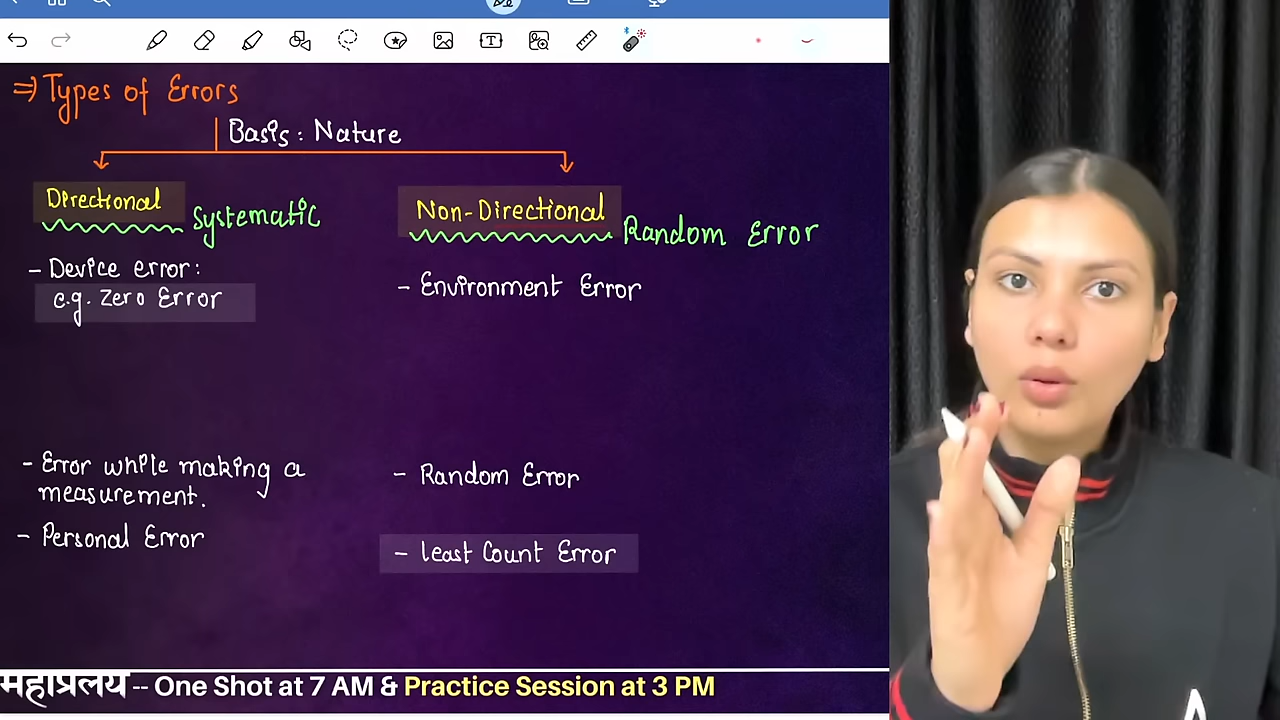 ⇒ Types of Errors
Basis: Nature
Directional Systematic
- Device error:
e.g. Zero Error
- Error while making a
measurement.
- Personal Error
Non-Directional Random Error
- Environment Error
- Random Error
- Least Count Error
महाप्रलय -- One Shot at 7 AM & Practice Session at 3 PM